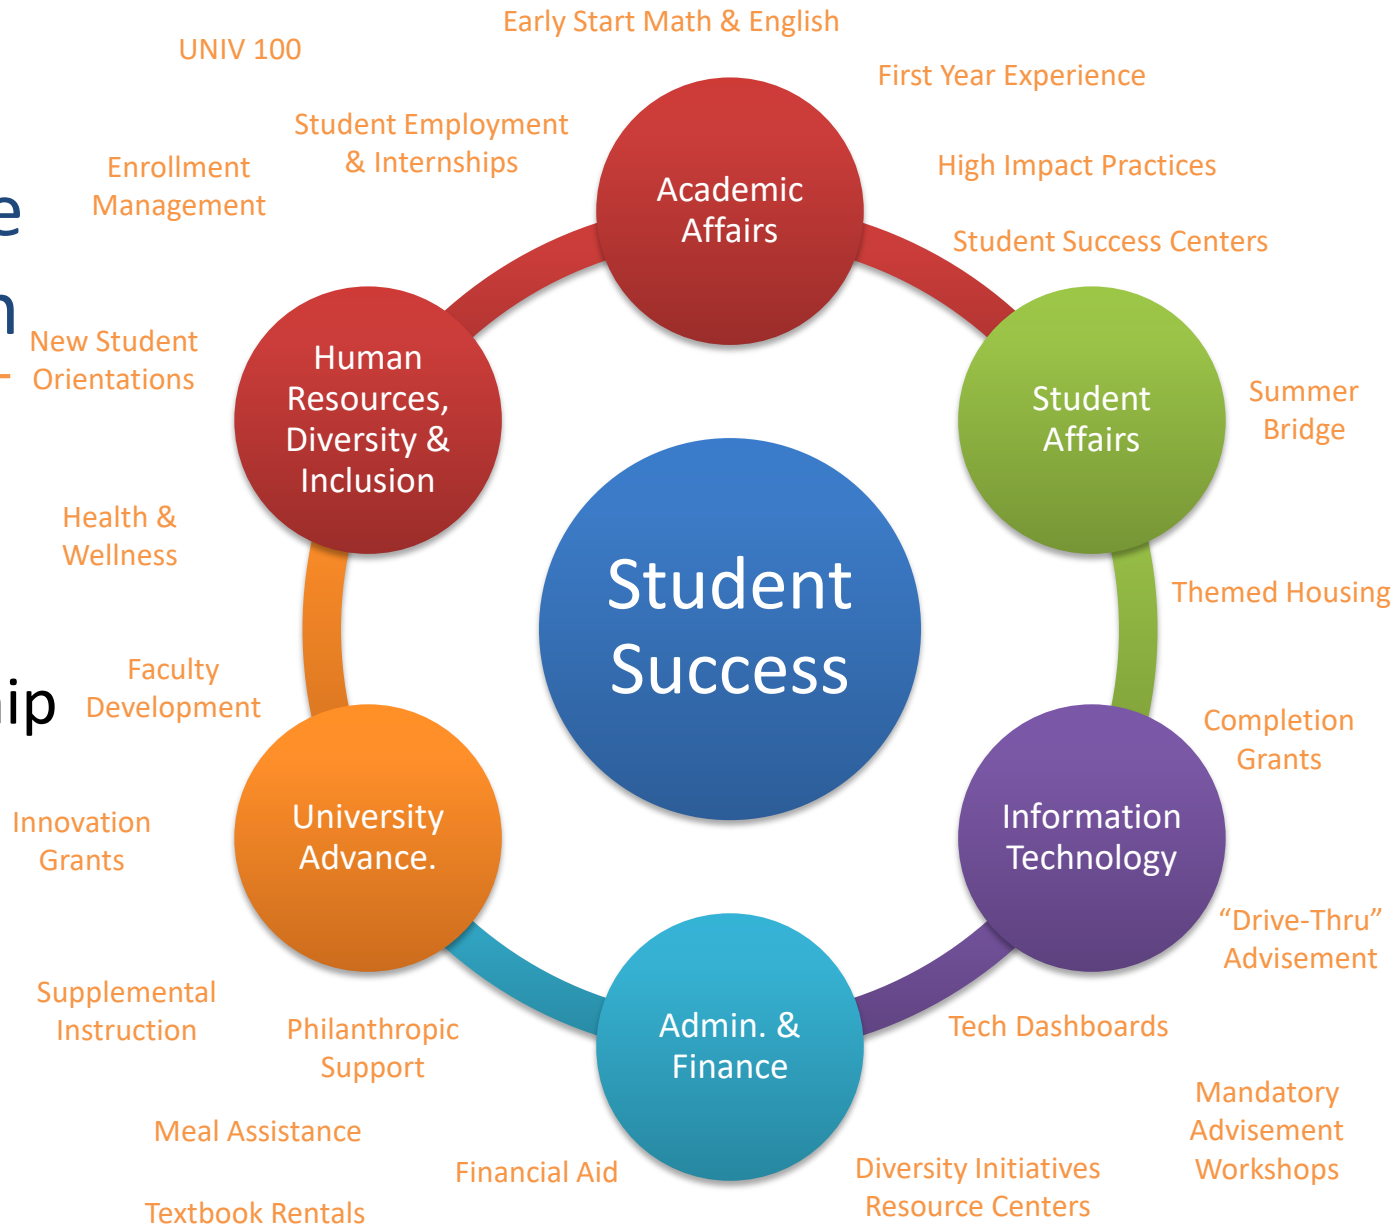 Early Start Math & English
UNIV 100
First Year Experience
Student Employment
& Internships
Enrollment
Management
High Impact Practices
Academic
Affairs
Student Success Centers
New Student
Orientations
Human
Resources,
Diversity &
Inclusion
Student
Affairs
Summer
Bridge
Health &
Wellness
Student
Success
Themed Housing
Faculty
Development
Completion
Grants
Innovation
Grants
University
Advance.
Information
Technology
“Drive-Thru”
Advisement
Supplemental
Instruction
Philanthropic
Support
Admin. &
Finance
Tech Dashboards
Mandatory
Advisement
Workshops
Meal Assistance
Financial Aid
Diversity Initiatives
Resource Centers
Textbook Rentals